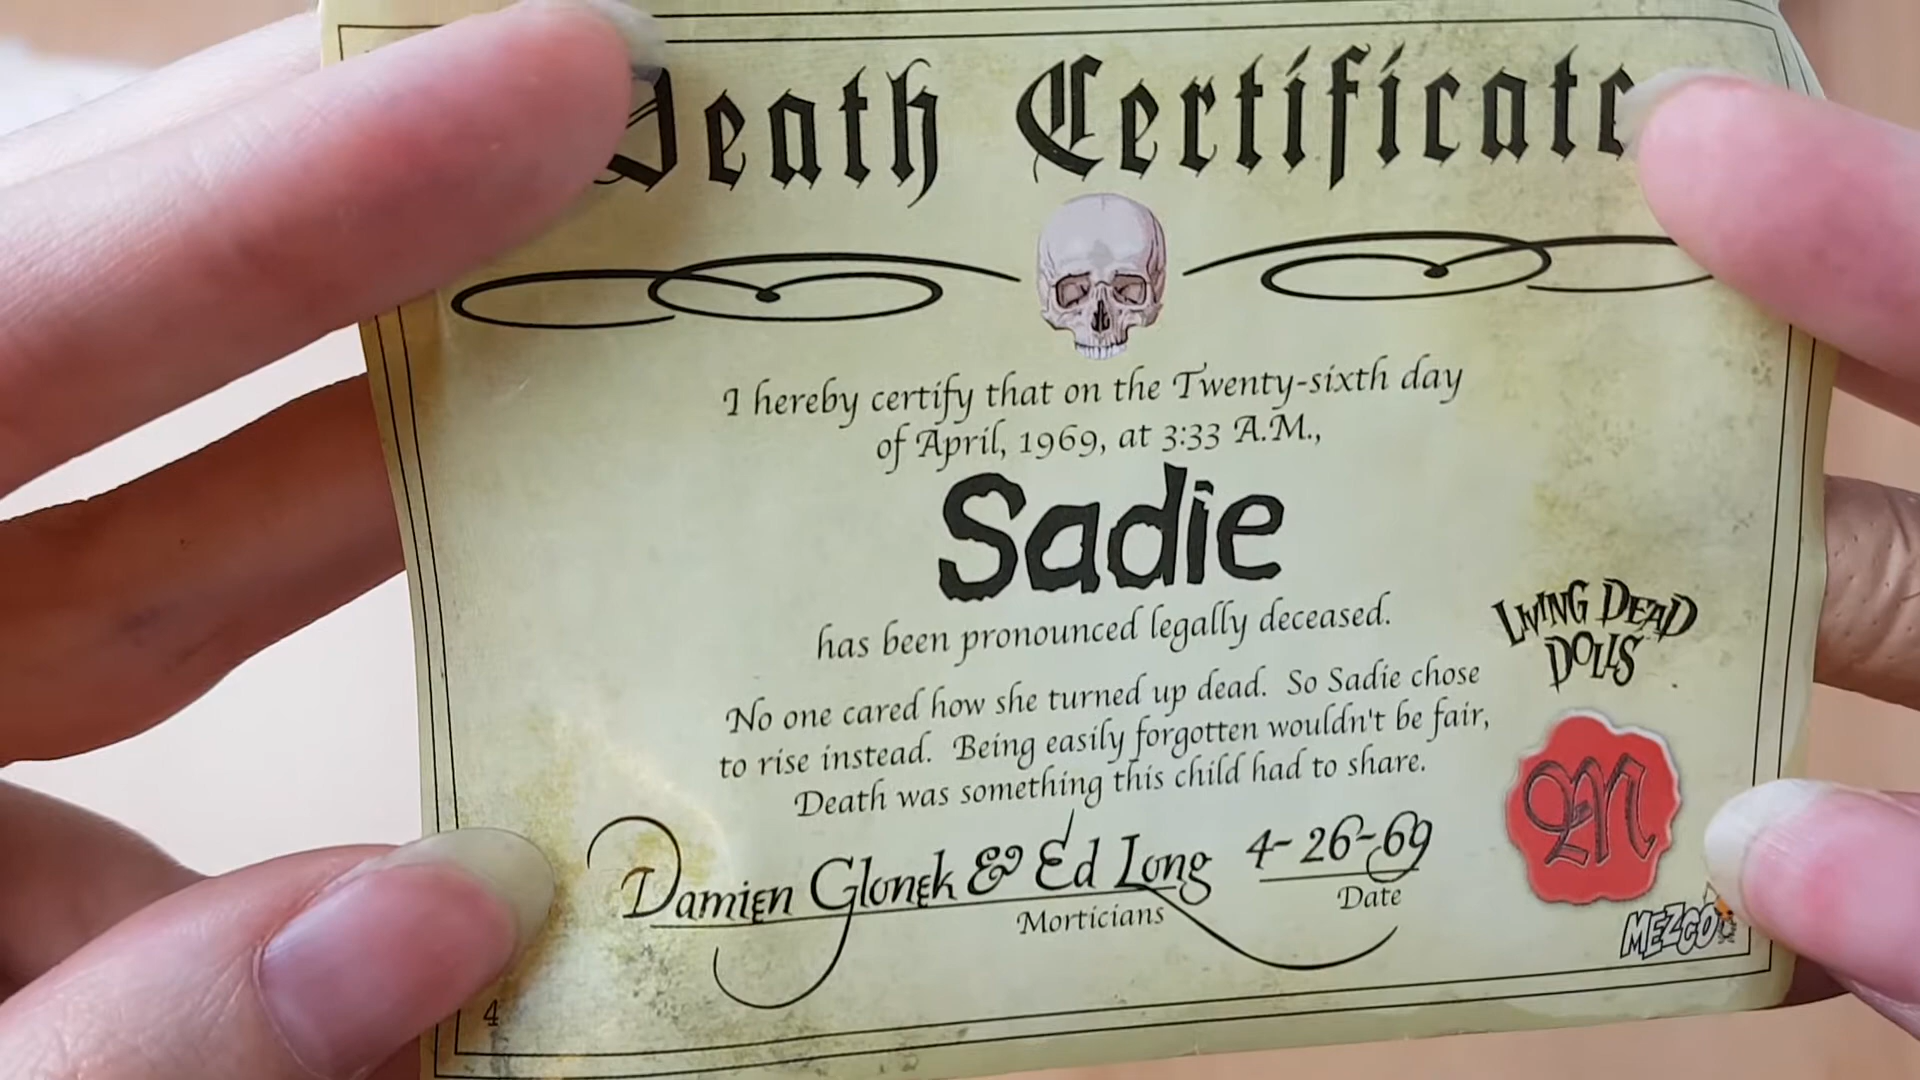 Death Certificate
I hereby certify that on the Twenty-sixth day
of April, 1969, at 3:33 A.M.,
Sadie
has been pronounced legally deceased.
No one cared how she turned up dead. So Sadie chose
to rise instead. Being easily forgotten wouldn't be fair,
Death was something this child had to share.
LIVING DEAD
DOLLS
M
Damien Glonek & Ed Long 4-26-69
Morticians Date
MEZCO
4